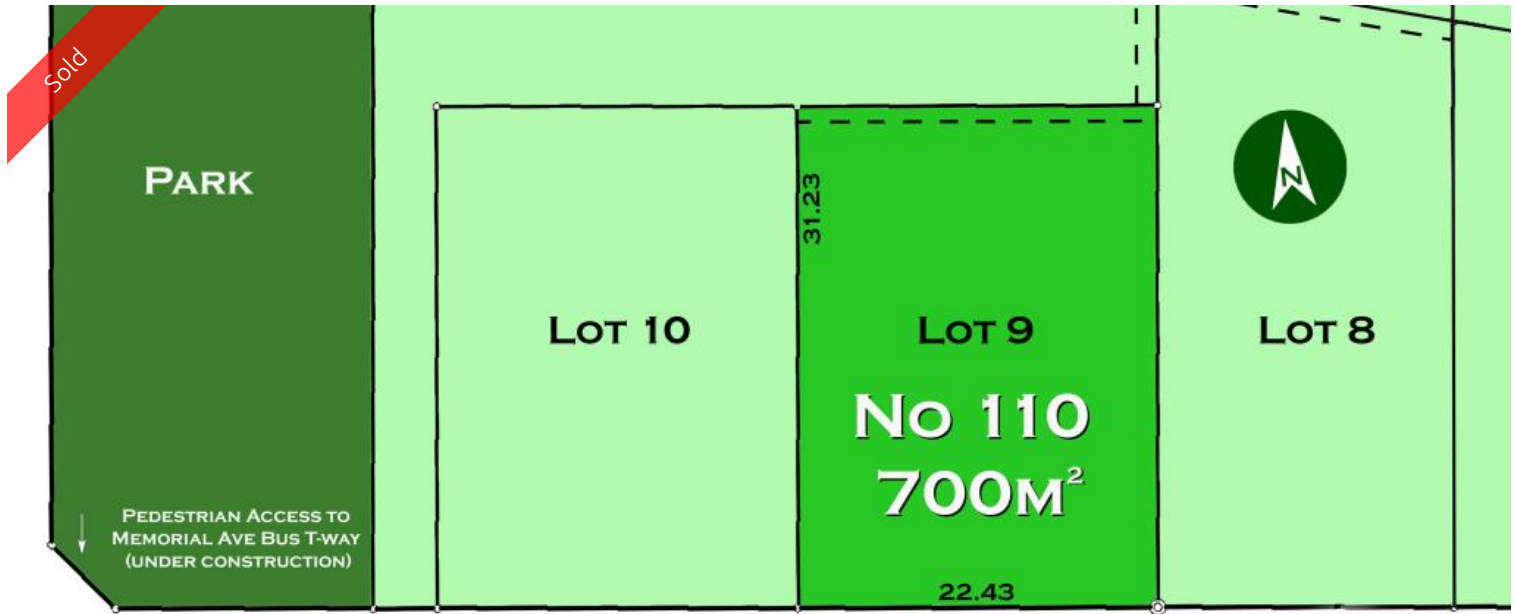 Sold
PARK
31.23
N
LOT 10
LOT 9
LOT 8
NO 110
700M²
PEDESTRIAN ACCESS TO
MEMORIAL AVE BUS T-WAY
(UNDER CONSTRUCTION)
22.43